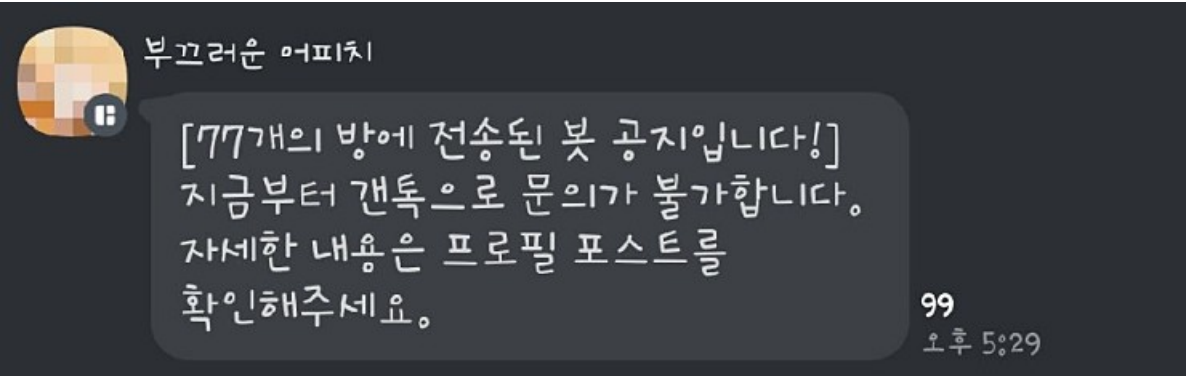 부끄러운 어피치
[77개의 방에 전송된 봇 공지입니다!]
지금부터 갠톡으로 문의가 불가합니다.
자세한 내용은 프로필 포스트를
확인해주세요.
99
오후 5:29